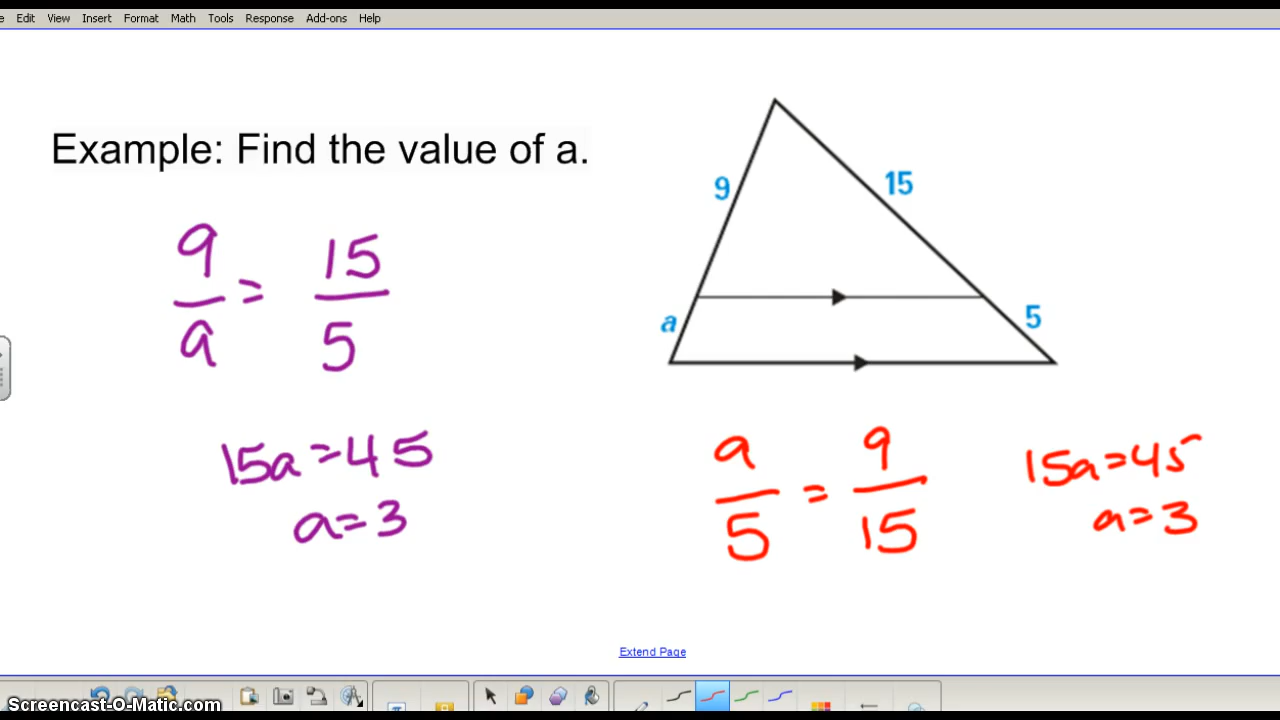 e Edit View Insert Format Math Tools Response Add-ons Help
Example: Find the value of a.
9
15
a
5
9/a = 15/5
15a=45
a=3
a/5 = 9/15
15a=45
a=3
Extend Page
Screencast-O-Matic.com